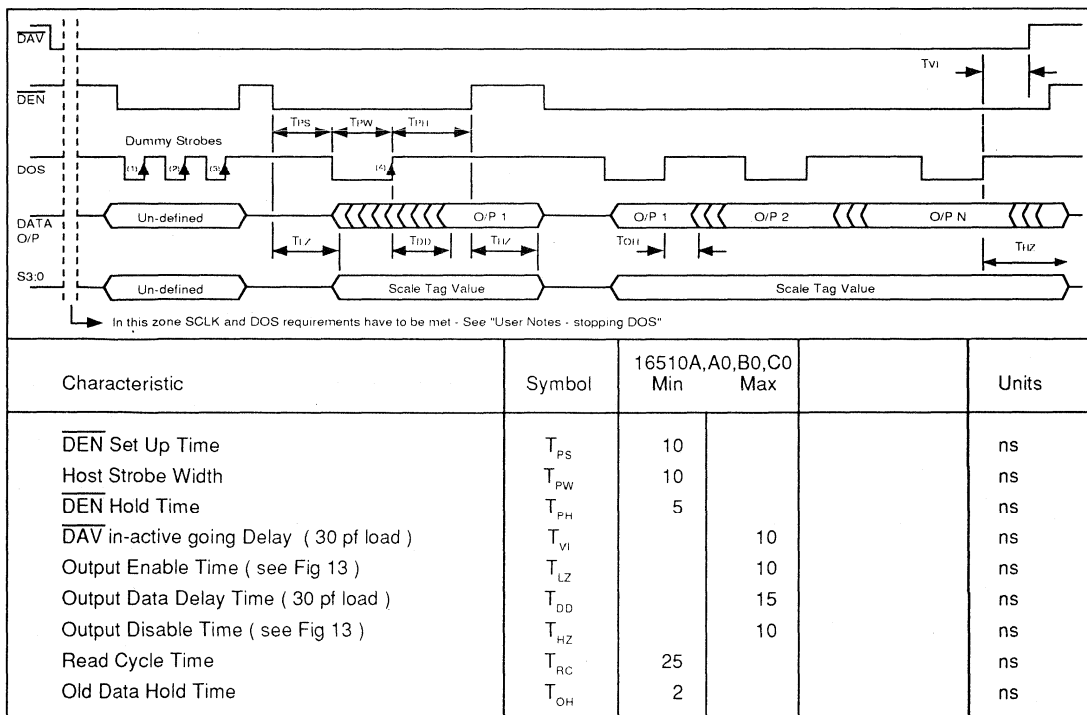 DAV
TVI
DEN
TPS TPW TPH
Dummy Strobes
DOS (1) (2) (3) (4)
DATA O/P Un-defined O/P 1 O/P 1 O/P 2 O/P N
TLZ TDD THZ TOH THZ
S3:0 Un-defined Scale Tag Value Scale Tag Value
In this zone SCLK and DOS requirements have to be met - See "User Notes - stopping DOS"
Characteristic Symbol 16510A,A0,B0,C0 Min Max Units
DEN Set Up Time TPS 10 ns
Host Strobe Width TPW 10 ns
DEN Hold Time TPH 5 ns
DAV in-active going Delay ( 30 pf load ) TVI 10 ns
Output Enable Time ( see Fig 13 ) TLZ 10 ns
Output Data Delay Time ( 30 pf load ) TDD 15 ns
Output Disable Time ( see Fig 13 ) THZ 10 ns
Read Cycle Time TRC 25 ns
Old Data Hold Time TOH 2 ns